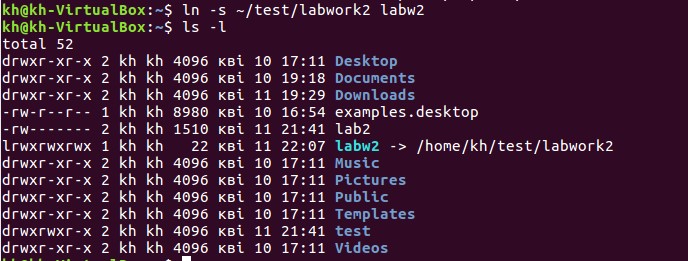 kh@kh-VirtualBox:~$ ln -s ~/test/labwork2 labw2
kh@kh-VirtualBox:~$ ls -l
total 52
drwxr-xr-x 2 kh kh 4096 кві 10 17:11 Desktop
drwxr-xr-x 2 kh kh 4096 кві 10 19:18 Documents
drwxr-xr-x 2 kh kh 4096 кві 11 19:29 Downloads
-rw-r--r-- 1 kh kh 8980 кві 10 16:54 examples.desktop
-rw------- 2 kh kh 1510 кві 11 21:41 lab2
lrwxrwxrwx 1 kh kh   22 кві 11 22:07 labw2 -> /home/kh/test/labwork2
drwxr-xr-x 2 kh kh 4096 кві 10 17:11 Music
drwxr-xr-x 2 kh kh 4096 кві 10 17:11 Pictures
drwxr-xr-x 2 kh kh 4096 кві 10 17:11 Public
drwxr-xr-x 2 kh kh 4096 кві 10 17:11 Templates
drwxrwxr-x 2 kh kh 4096 кві 11 21:41 test
drwxr-xr-x 2 kh kh 4096 кві 10 17:11 Videos
kh@kh-VirtualBox:~$